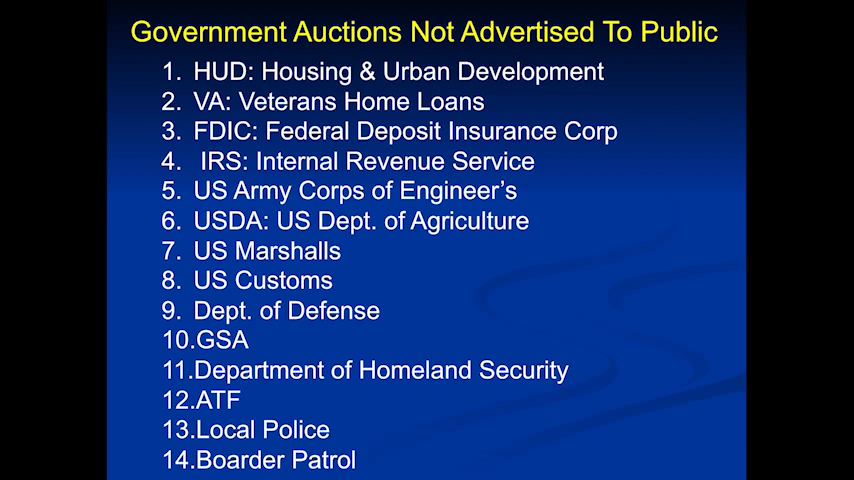 Government Auctions Not Advertised To Public
1. HUD: Housing & Urban Development
2. VA: Veterans Home Loans
3. FDIC: Federal Deposit Insurance Corp
4. IRS: Internal Revenue Service
5. US Army Corps of Engineer’s
6. USDA: US Dept. of Agriculture
7. US Marshalls
8. US Customs
9. Dept. of Defense
10.GSA
11.Department of Homeland Security
12.ATF
13.Local Police
14.Boarder Patrol